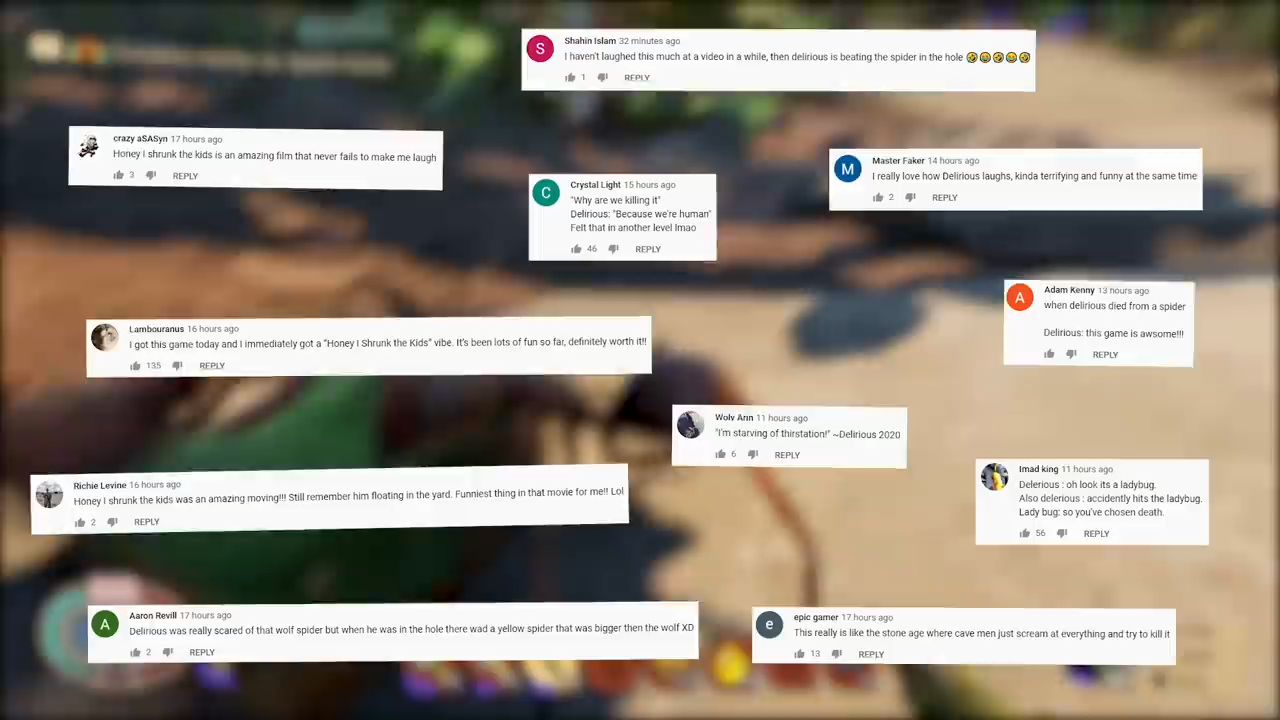 Shahin Islam 32 minutes ago
I haven't laughed this much at a video in a while, then delirious is beating the spider in the hole 🤣😂🤣😂🤣
1 REPLY
crazy aSASyn 17 hours ago
Honey I shrunk the kids is an amazing film that never fails to make me laugh
3 REPLY
Master Faker 14 hours ago
I really love how Delirious laughs, kinda terrifying and funny at the same time
2 REPLY
Crystal Light 15 hours ago
"Why are we killing it"
Delirious: "Because we're human"
Felt that in another level lmao
46 REPLY
Adam Kenny 13 hours ago
when delirious died from a spider
Delirious: this game is awsome!!!
REPLY
Lambouranus 16 hours ago
I got this game today and I immediately got a “Honey I Shrunk the Kids” vibe. It's been lots of fun so far, definitely worth it!!
135 REPLY
Wolv Arin 11 hours ago
"I'm starving of thirstation!" ~Delirious 2020
6 REPLY
Imad king 11 hours ago
Delerious : oh look its a ladybug.
Also delerious : accidently hits the ladybug.
Lady bug: so you've chosen death.
56 REPLY
Richie Levine 16 hours ago
Honey I shrunk the kids was an amazing moving!!! Still remember him floating in the yard. Funniest thing in that movie for me!! Lol
2 REPLY
Aaron Revill 17 hours ago
Delirious was really scared of that wolf spider but when he was in the hole there wad a yellow spider that was bigger then the wolf XD
2 REPLY
epic gamer 17 hours ago
This really is like the stone age where cave men just scream at everything and try to kill it
13 REPLY
S
C
M
A
A
e